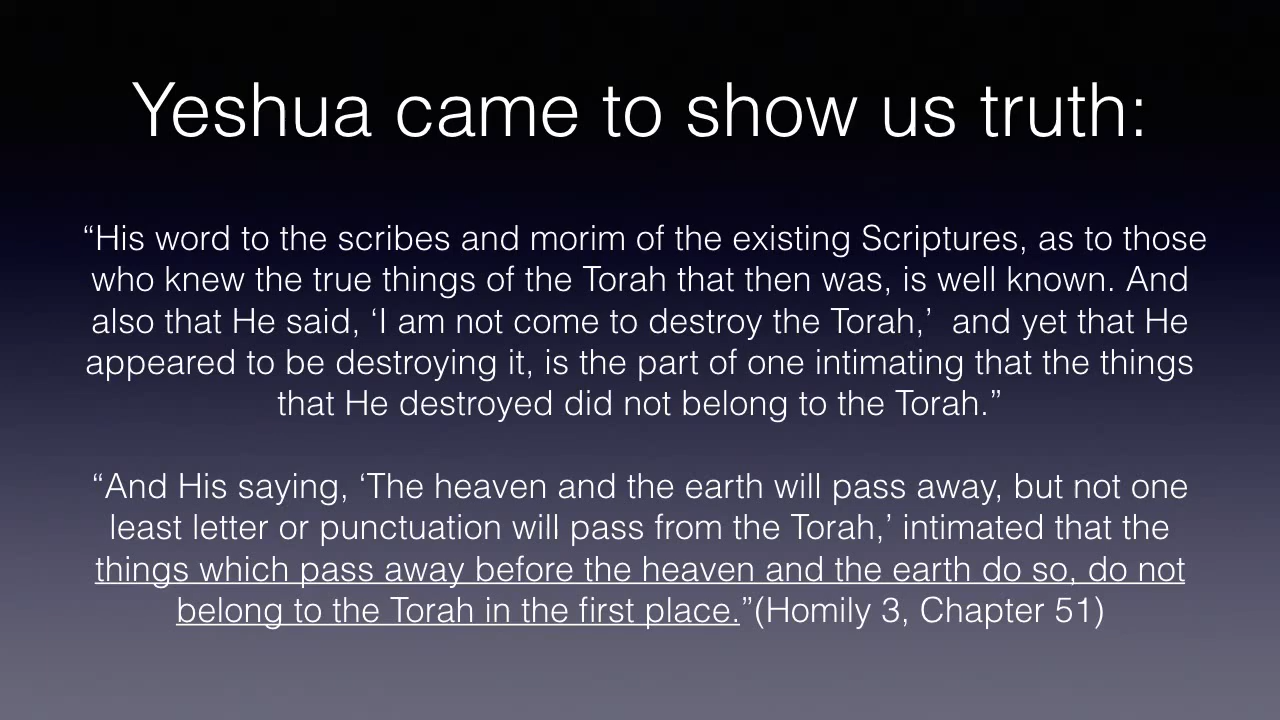 Yeshua came to show us truth:
“His word to the scribes and morim of the existing Scriptures, as to those
who knew the true things of the Torah that then was, is well known. And
also that He said, ‘I am not come to destroy the Torah,’  and yet that He
appeared to be destroying it, is the part of one intimating that the things
that He destroyed did not belong to the Torah.”
“And His saying, ‘The heaven and the earth will pass away, but not one
least letter or punctuation will pass from the Torah,’ intimated that the
things which pass away before the heaven and the earth do so, do not
belong to the Torah in the first place.”(Homily 3, Chapter 51)